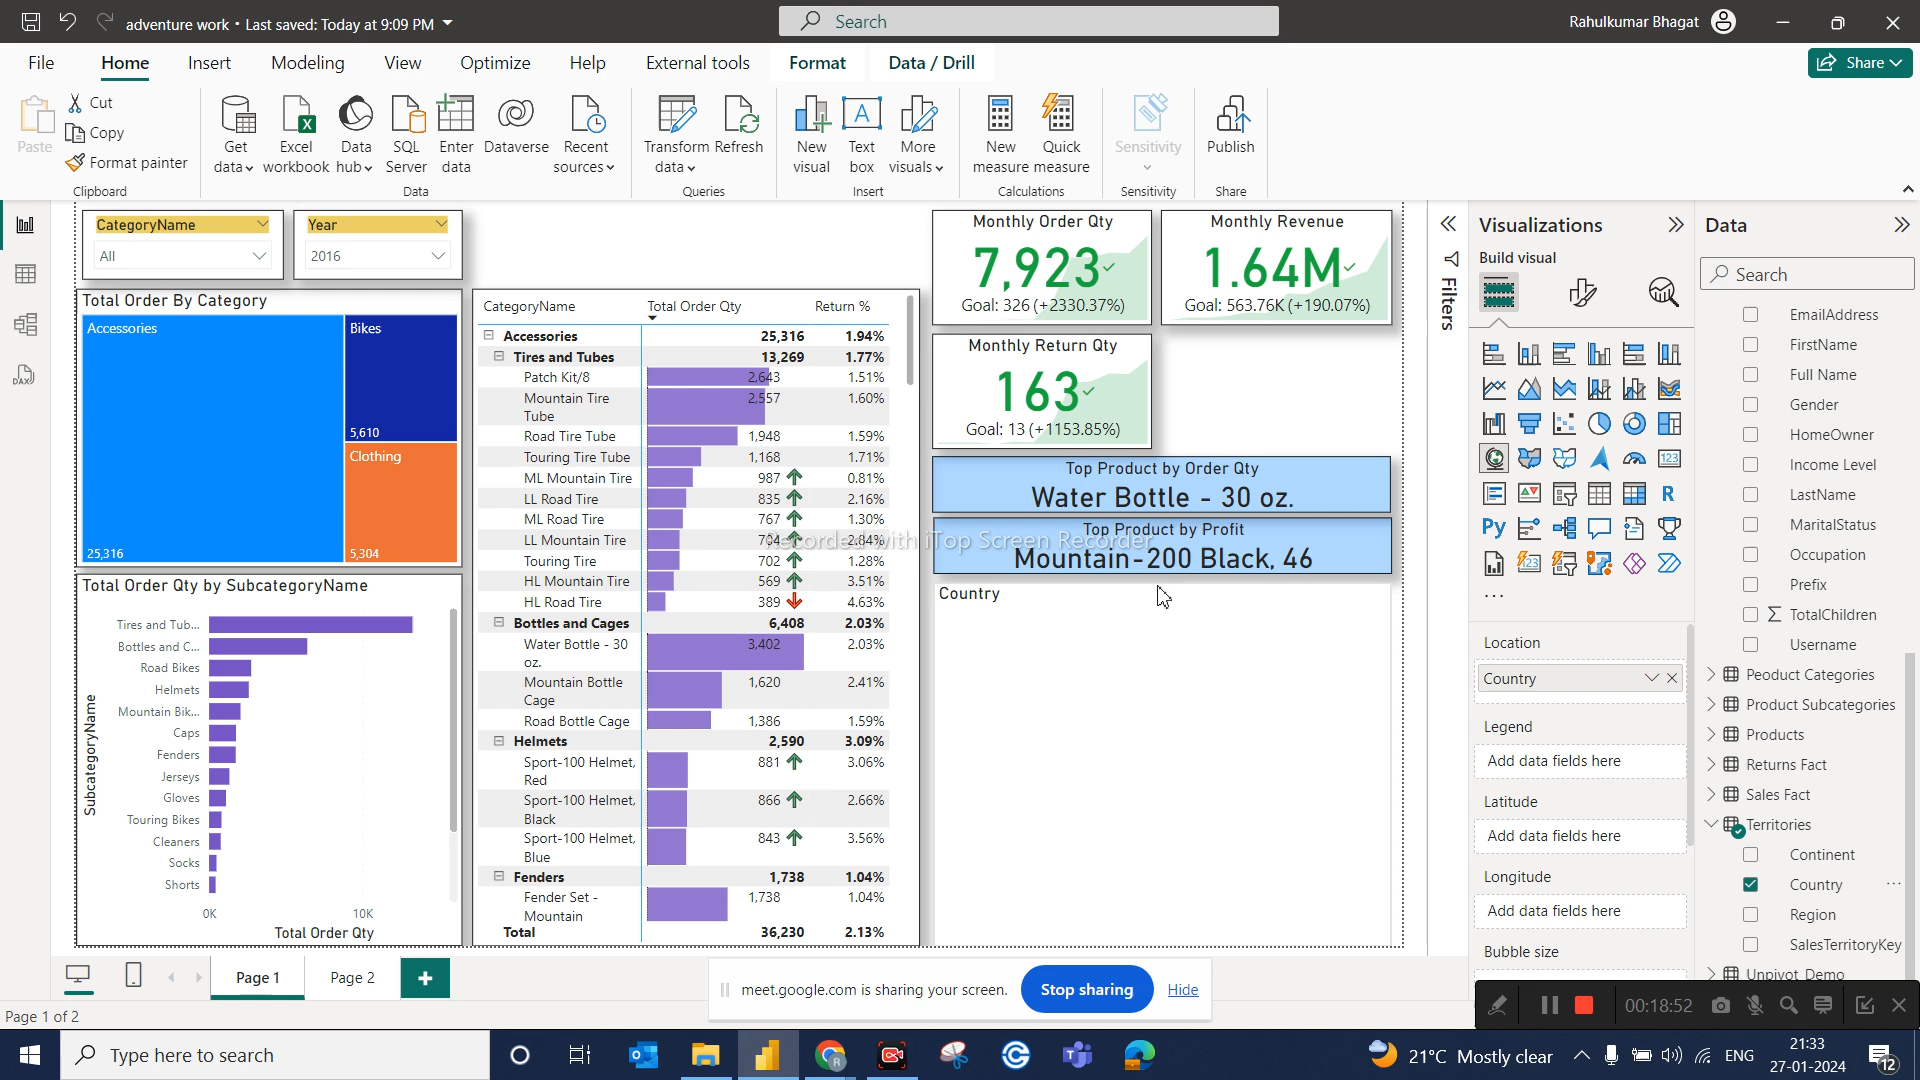 adventure work • Last saved: Today at 9:09 PM
Search
Rahulkumar Bhagat
File
Home
Insert
Modeling
View
Optimize
Help
External tools
Format
Data / Drill
Share
Paste
Cut
Copy
Format painter
Clipboard
Get data
Excel workbook
Data hub
SQL Server
Enter data
Dataverse
Recent sources
Data
Transform data
Refresh
Queries
New visual
Text box
More visuals
Insert
New measure
Quick measure
Calculations
Sensitivity
Sensitivity
Publish
Share
CategoryName
All
Year
2016
Total Order By Category
Accessories
25,316
Bikes
5,610
Clothing
5,304
Total Order Qty by SubcategoryName
SubcategoryName
Tires and Tub...
Bottles and C...
Road Bikes
Helmets
Mountain Bik...
Caps
Fenders
Jerseys
Gloves
Touring Bikes
Cleaners
Socks
Shorts
0K 10K
Total Order Qty
CategoryName Total Order Qty Return %
Accessories 25,316 1.94%
Tires and Tubes 13,269 1.77%
Patch Kit/8 2,643 1.51%
Mountain Tire Tube 2,557 1.60%
Road Tire Tube 1,948 1.59%
Touring Tire Tube 1,168 1.71%
ML Mountain Tire 987 0.81%
LL Road Tire 835 2.16%
ML Road Tire 767 1.30%
LL Mountain Tire 704 2.84%
Touring Tire 702 1.28%
HL Mountain Tire 569 3.51%
HL Road Tire 389 4.63%
Bottles and Cages 6,408 2.03%
Water Bottle - 30 oz. 3,402 2.03%
Mountain Bottle Cage 1,620 2.41%
Road Bottle Cage 1,386 1.59%
Helmets 2,590 3.09%
Sport-100 Helmet, Red 881 3.06%
Sport-100 Helmet, Black 866 2.66%
Sport-100 Helmet, Blue 843 3.56%
Fenders 1,738 1.04%
Fender Set - Mountain 1,738 1.04%
Total 36,230 2.13%
Monthly Order Qty
7,923
Goal: 326 (+2330.37%)
Monthly Revenue
1.64M
Goal: 563.76K (+190.07%)
Monthly Return Qty
163
Goal: 13 (+1153.85%)
Top Product by Order Qty
Water Bottle - 30 oz.
Top Product by Profit
Recorded with iTop Screen Recorder
Mountain-200 Black, 46
Country
Filters
Visualizations
Build visual
123
R
Py
123
...
Location
Country
Legend
Add data fields here
Latitude
Add data fields here
Longitude
Add data fields here
Bubble size
Data
Search
EmailAddress
FirstName
Full Name
Gender
HomeOwner
Income Level
LastName
MaritalStatus
Occupation
Prefix
TotalChildren
Username
Peoduct Categories
Product Subcategories
Products
Returns Fact
Sales Fact
Territories
Continent
Country
Region
SalesTerritoryKey
Unpivot Demo
DAX
Page 1
Page 2
meet.google.com is sharing your screen.
Stop sharing
Hide
00:18:52
Page 1 of 2
Type here to search
21°C Mostly clear
ENG
21:33
27-01-2024
12